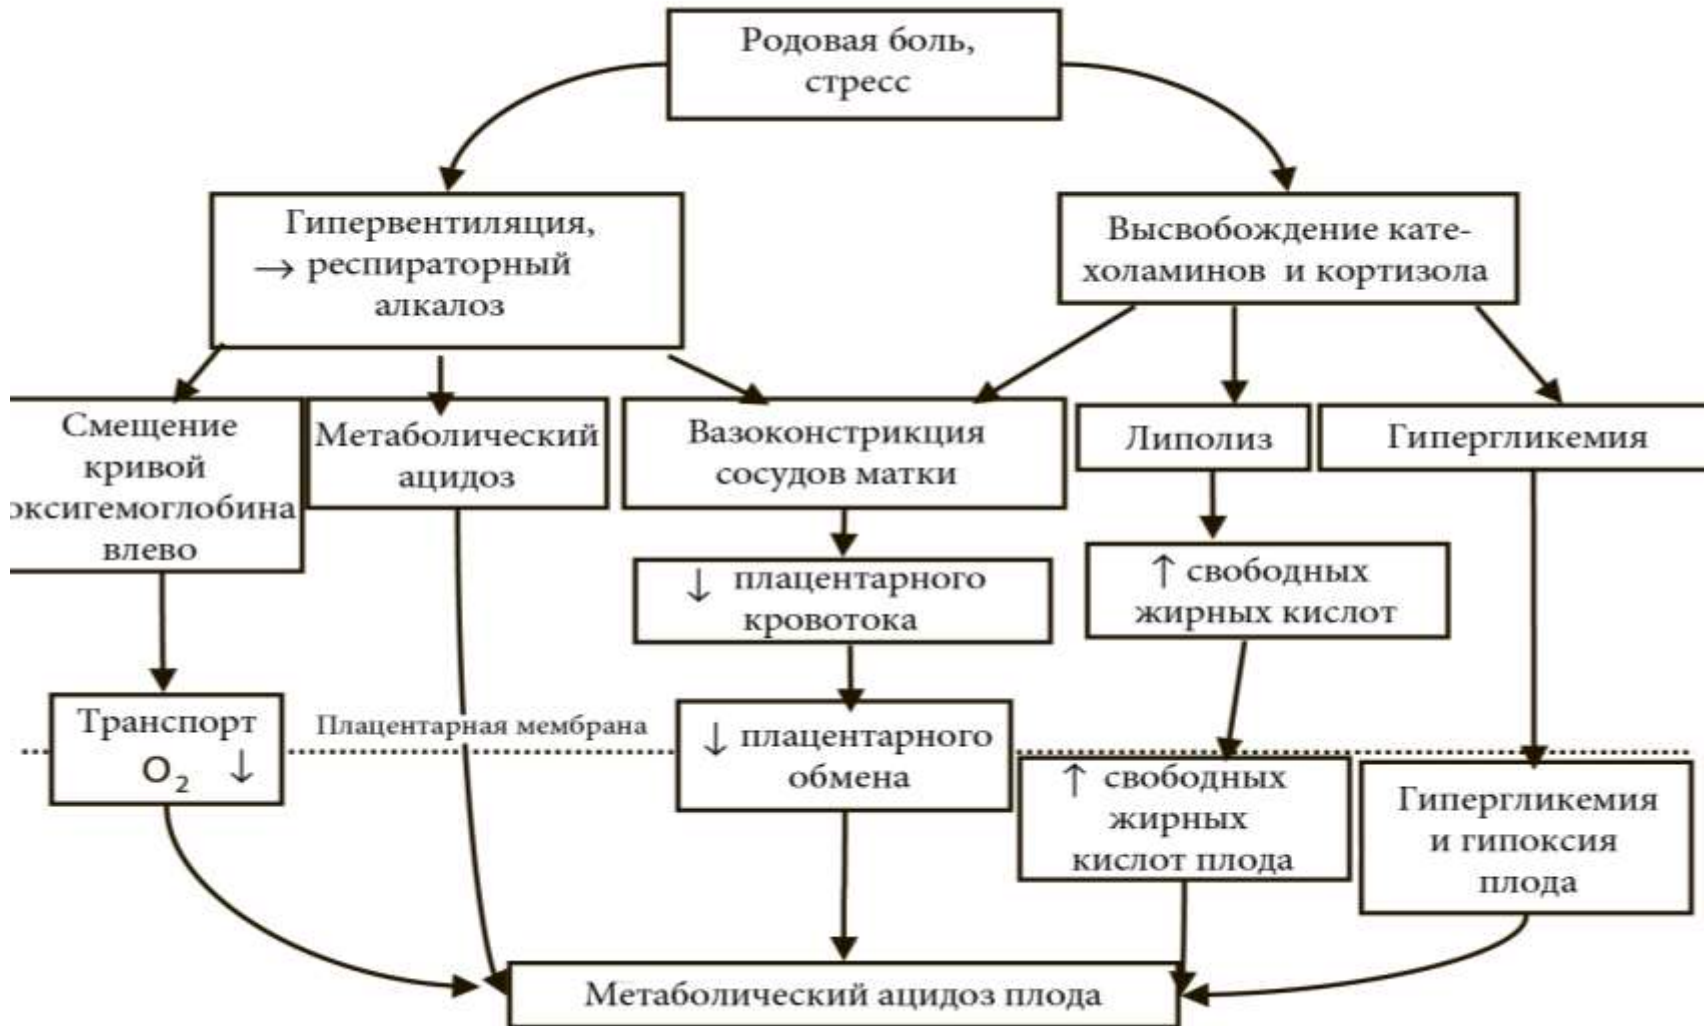 Родовая боль,
стресс
Гипервентиляция,
→ респираторный
алкалоз
Высвобождение кате-
холаминов и кортизола
Смещение
кривой
оксигемоглобина
влево
Метаболический
ацидоз
Вазоконстрикция
сосудов матки
Липолиз
Гипергликемия
↓ плацентарного
кровотока
↑ свободных
жирных кислот
Транспорт
O₂ ↓
Плацентарная мембрана
↓ плацентарного
обмена
↑ свободных
жирных
кислот плода
Гипергликемия
и гипоксия
плода
Метаболический ацидоз плода